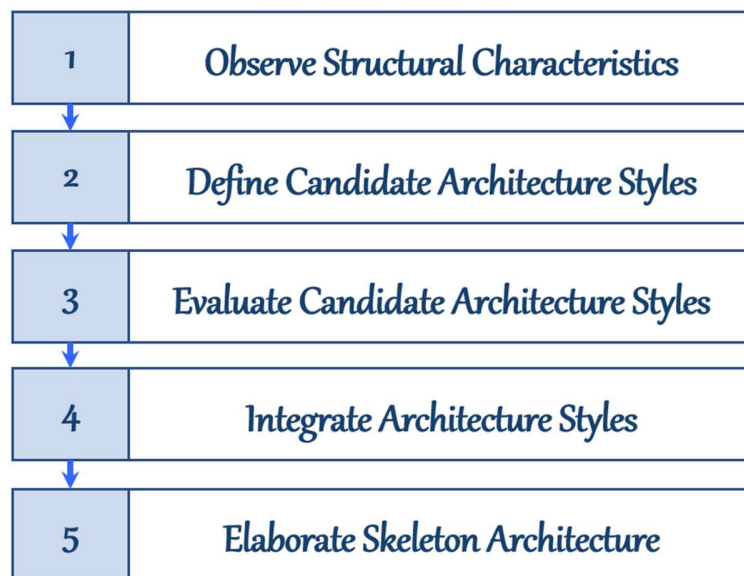 1 Observe Structural Characteristics
2 Define Candidate Architecture Styles
3 Evaluate Candidate Architecture Styles
4 Integrate Architecture Styles
5 Elaborate Skeleton Architecture